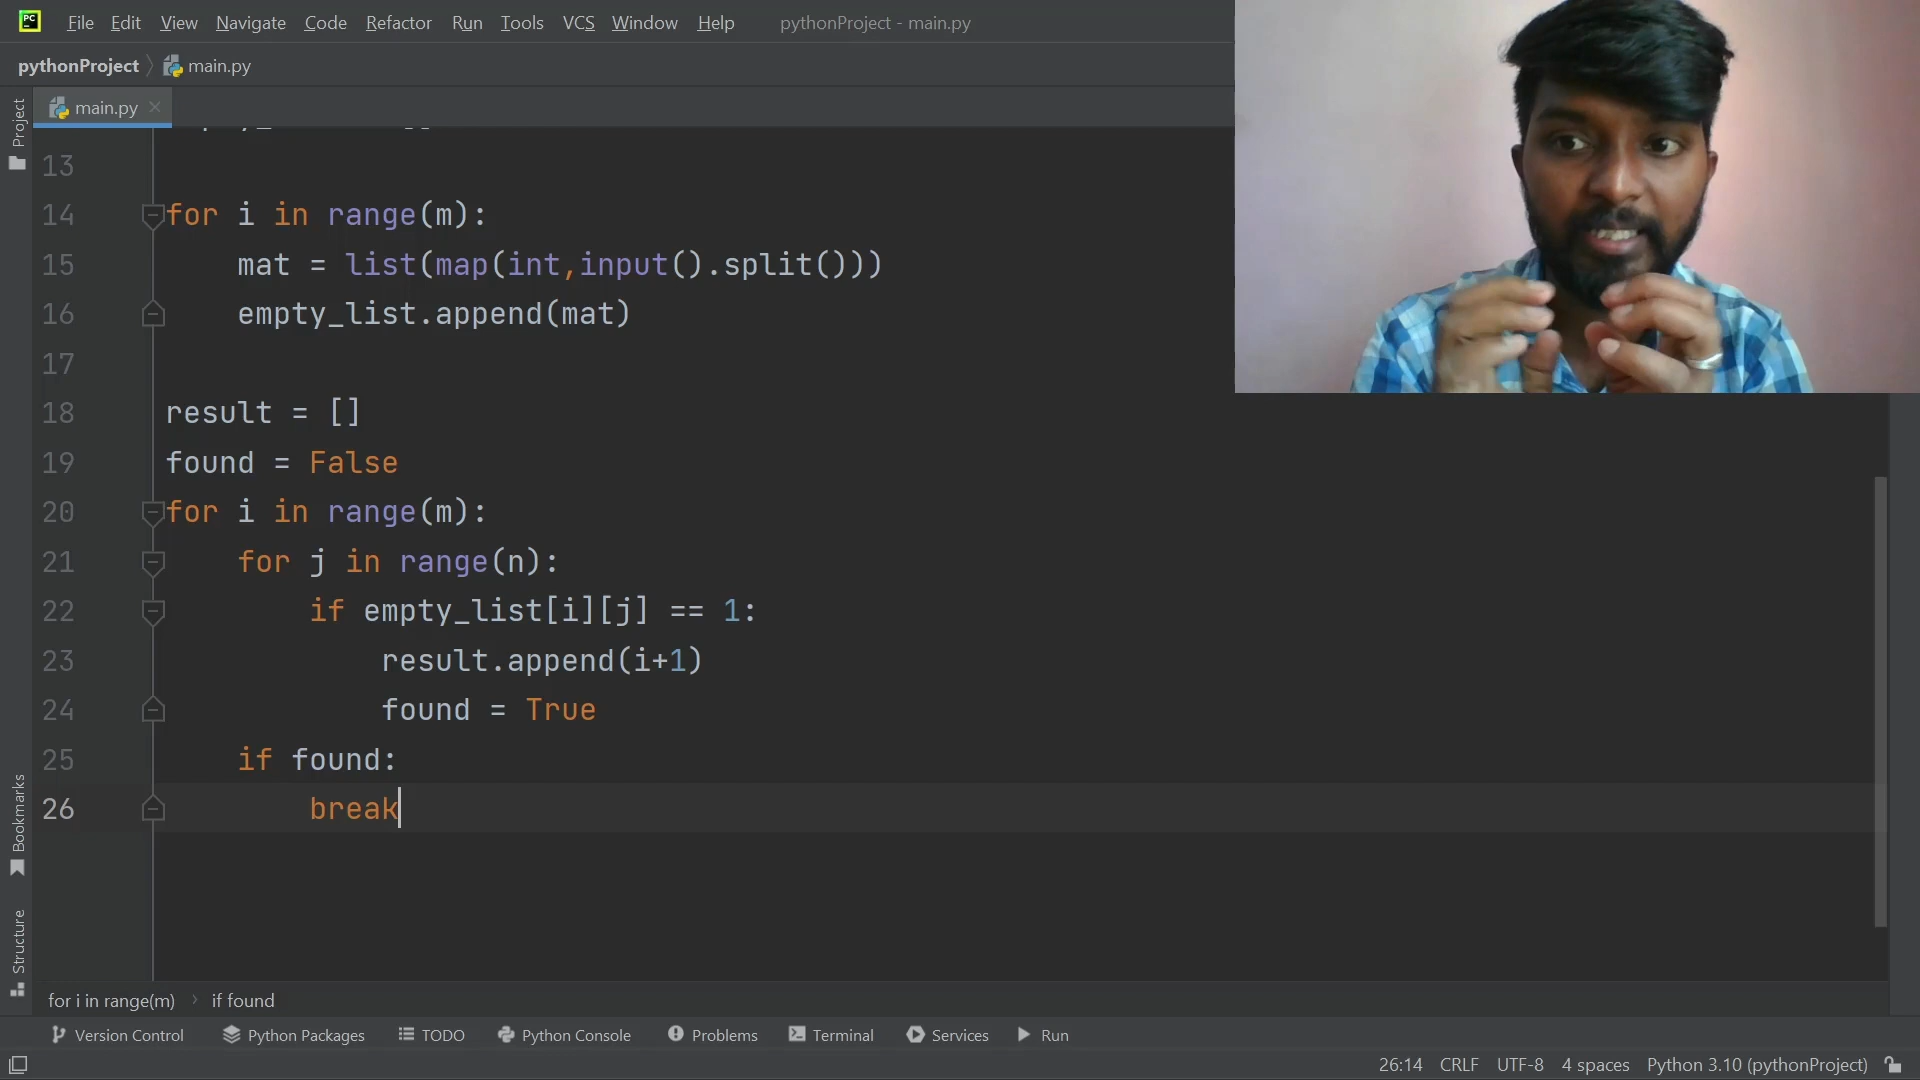 PC File Edit View Navigate Code Refactor Run Tools VCS Window Help pythonProject - main.py
pythonProject main.py
main.py
Project
13
14 for i in range(m):
15 mat = list(map(int,input().split()))
16 empty_list.append(mat)
17
18 result = []
19 found = False
20 for i in range(m):
21 for j in range(n):
22 if empty_list[i][j] == 1:
23 result.append(i+1)
24 found = True
25 if found:
26 break
Bookmarks
Structure
for i in range(m) if found
Version Control Python Packages TODO Python Console Problems Terminal Services Run
26:14 CRLF UTF-8 4 spaces Python 3.10 (pythonProject)